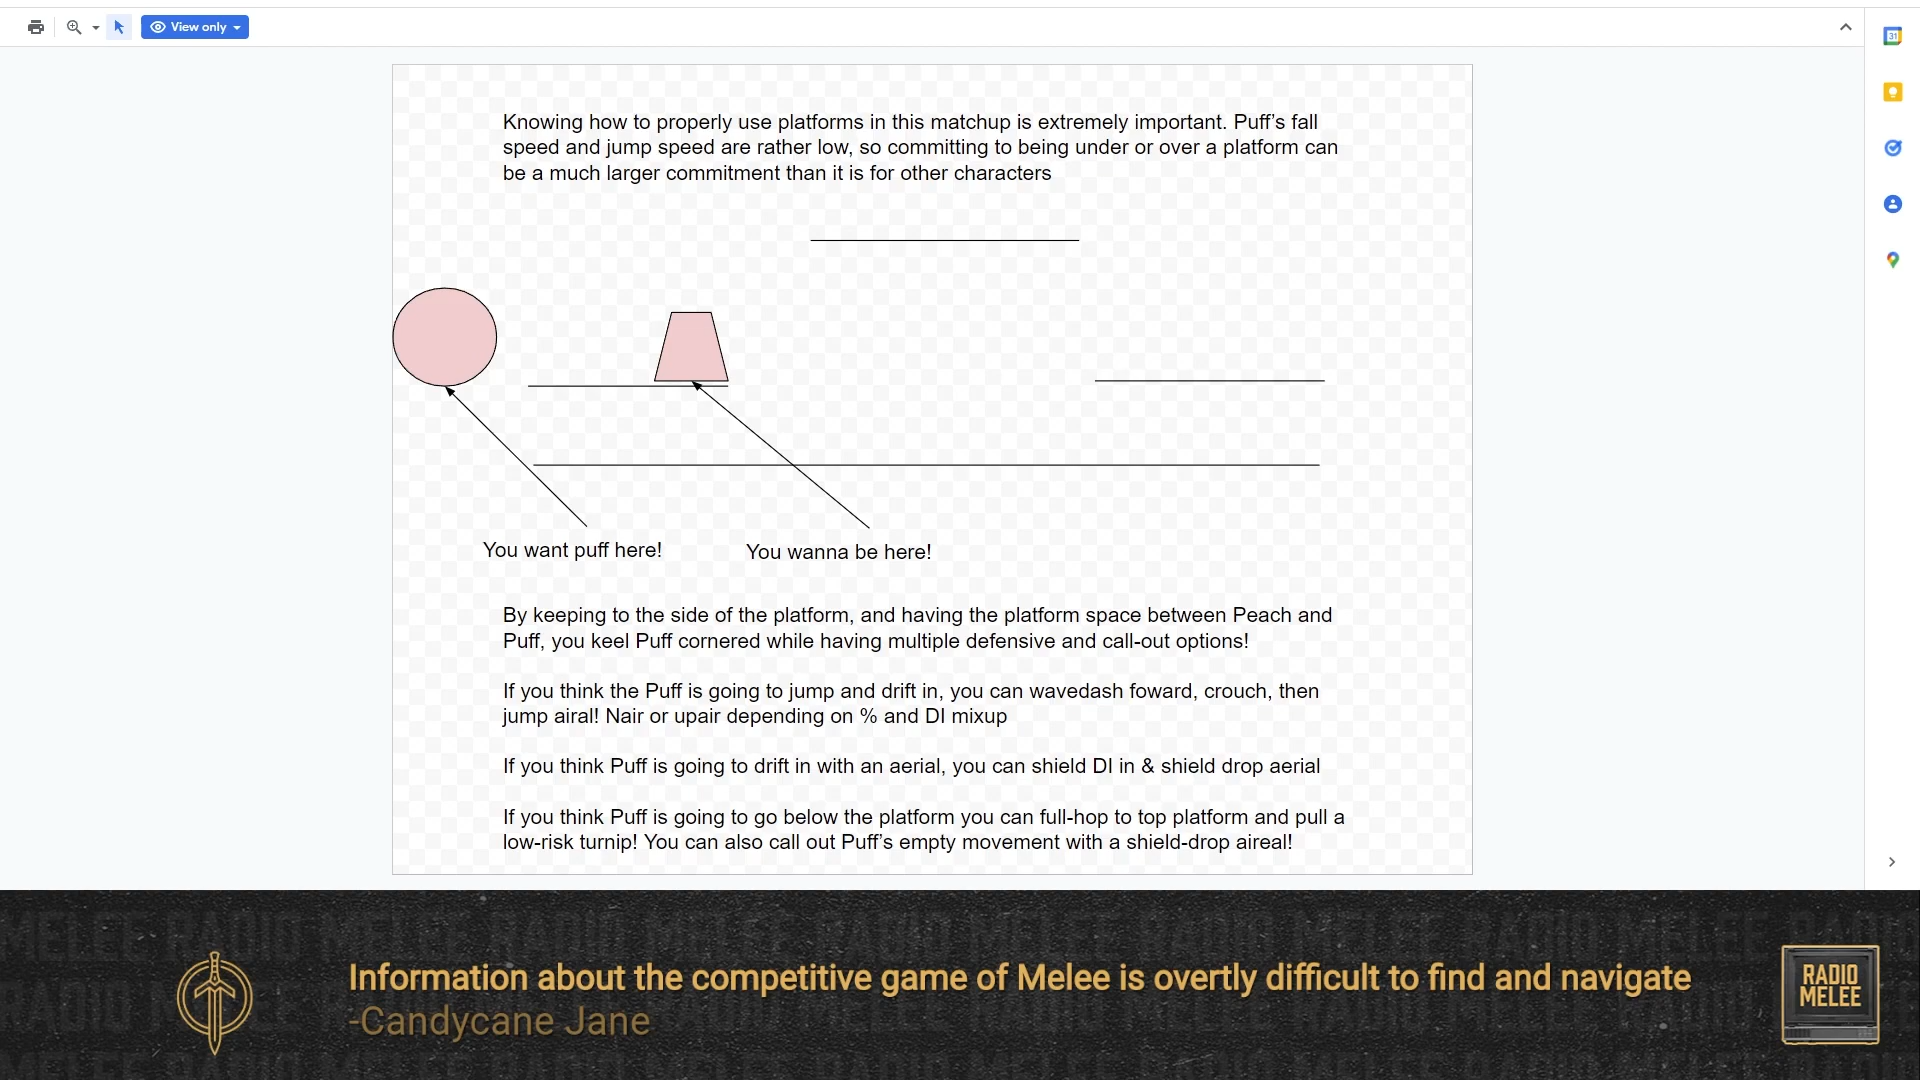 View only
31
Knowing how to properly use platforms in this matchup is extremely important. Puff's fall
speed and jump speed are rather low, so committing to being under or over a platform can
be a much larger commitment than it is for other characters
You want puff here!
You wanna be here!
By keeping to the side of the platform, and having the platform space between Peach and
Puff, you keel Puff cornered while having multiple defensive and call-out options!
If you think the Puff is going to jump and drift in, you can wavedash foward, crouch, then
jump airal! Nair or upair depending on % and DI mixup
If you think Puff is going to drift in with an aerial, you can shield DI in & shield drop aerial
If you think Puff is going to go below the platform you can full-hop to top platform and pull a
low-risk turnip! You can also call out Puff's empty movement with a shield-drop aireal!
Information about the competitive game of Melee is overtly difficult to find and navigate
-Candycane Jane
RADIO
MELEE